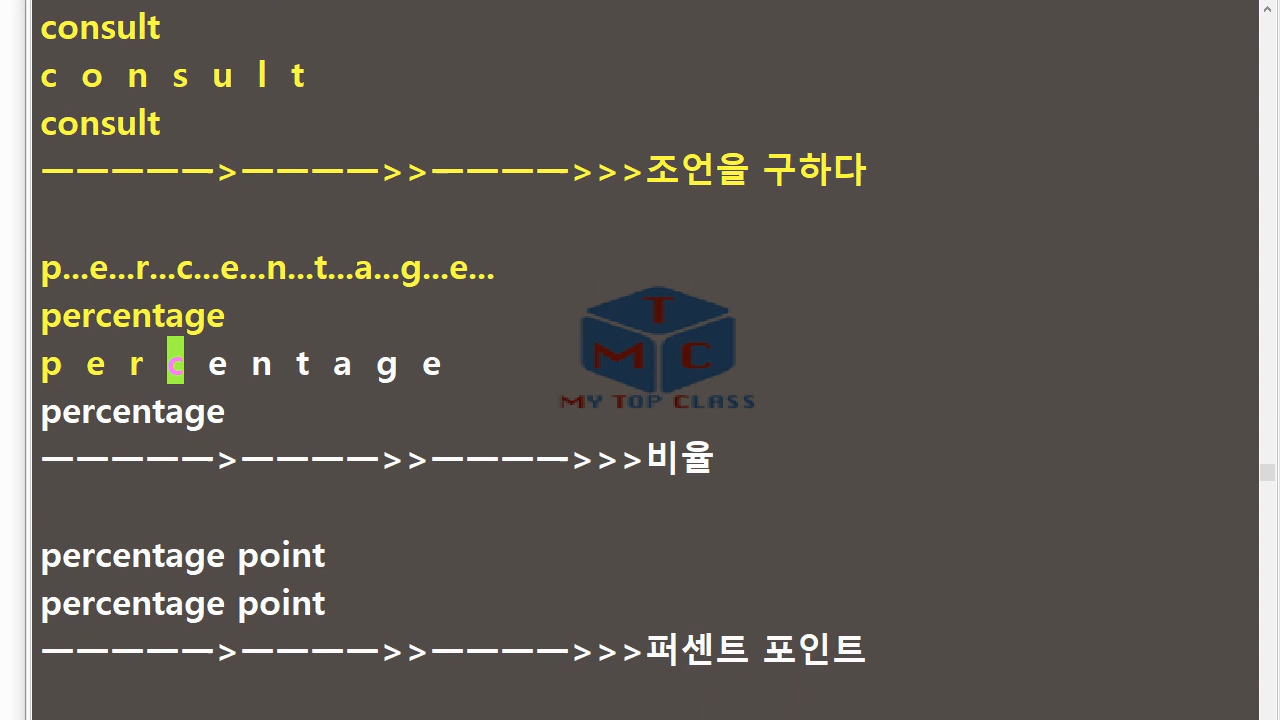 consult
c o n s u l t
consult
—————>————>>————>>>조언을 구하다
p...e...r...c...e...n...t...a...g...e...
percentage
p e r c e n t a g e
percentage
—————>————>>————>>>비율
percentage point
percentage point
—————>————>>————>>>퍼센트 포인트
T
M C
MY TOP CLASS